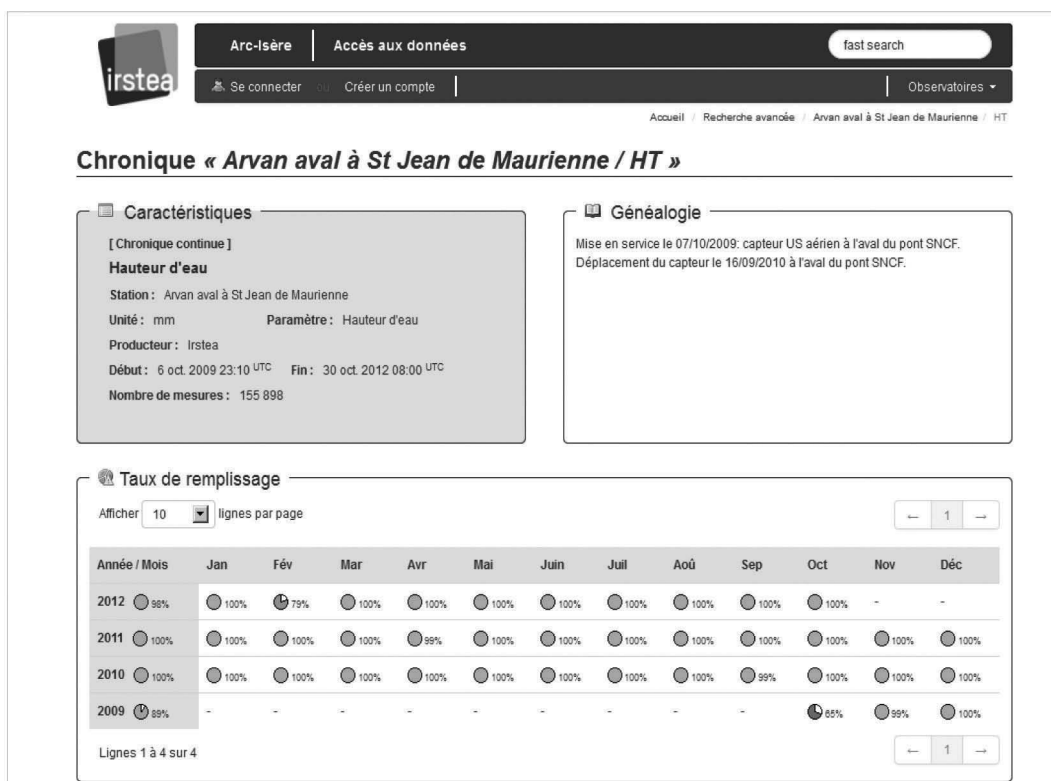 irstea
Arc-Isère Accès aux données fast search
Se connecter ou Créer un compte Observatoires
Accueil / Recherche avancée / Arvan aval à St Jean de Maurienne / HT
Chronique « Arvan aval à St Jean de Maurienne / HT »
Caractéristiques
[ Chronique continue ]
Hauteur d'eau
Station : Arvan aval à St Jean de Maurienne
Unité : mm Paramètre : Hauteur d'eau
Producteur : Irstea
Début : 6 oct. 2009 23:10 UTC Fin : 30 oct. 2012 08:00 UTC
Nombre de mesures : 155 898
Généalogie
Mise en service le 07/10/2009: capteur US aérien à l'aval du pont SNCF.
Déplacement du capteur le 16/09/2010 à l'aval du pont SNCF.
Taux de remplissage
Afficher 10 lignes par page ← 1 →
Année / Mois Jan Fév Mar Avr Mai Juin Juil Aoû Sep Oct Nov Déc
2012 98% 100% 79% 100% 100% 100% 100% 100% 100% 100% 100% - -
2011 100% 100% 100% 100% 99% 100% 100% 100% 100% 100% 100% 100% 100%
2010 100% 100% 100% 100% 100% 100% 100% 100% 100% 99% 100% 100% 100%
2009 89% - - - - - - - - - 65% 99% 100%
Lignes 1 à 4 sur 4 ← 1 →